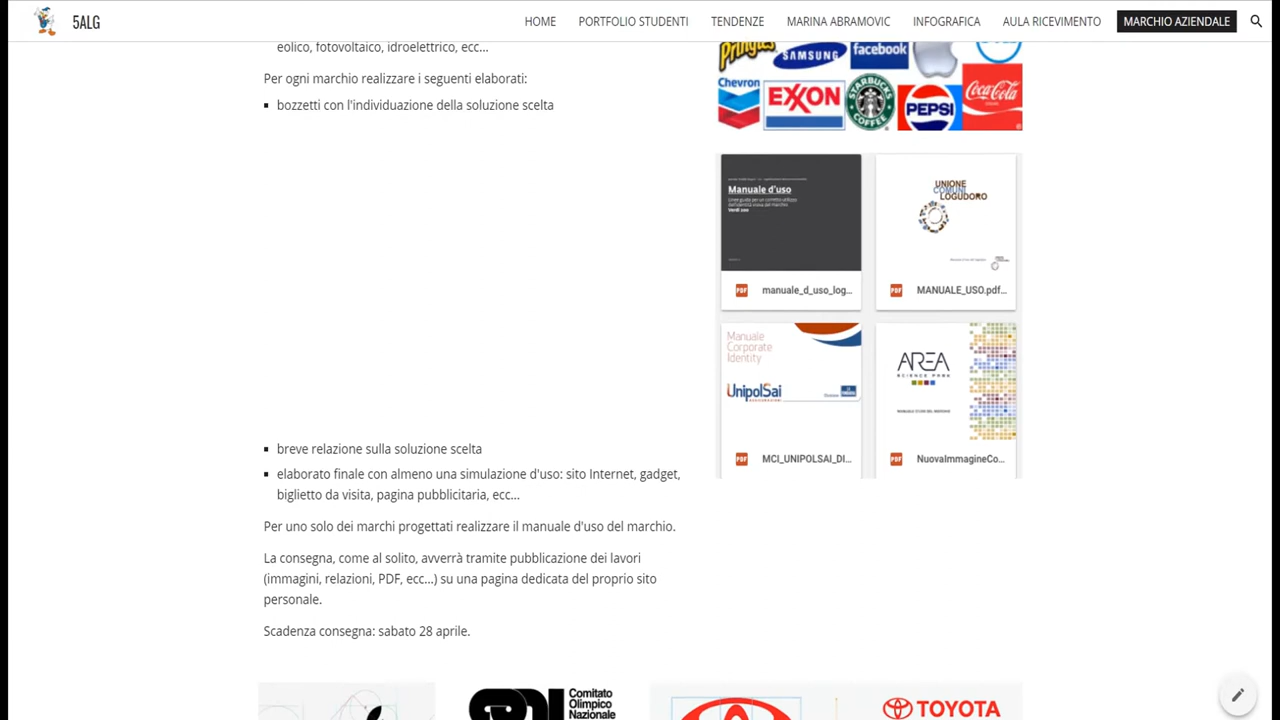 5ALG
HOME
PORTFOLIO STUDENTI
TENDENZE
MARINA ABRAMOVIC
INFOGRAFICA
AULA RICEVIMENTO
MARCHIO AZIENDALE
eolico, fotovoltaico, idroelettrico, ecc...
Per ogni marchio realizzare i seguenti elaborati:
bozzetti con l'individuazione della soluzione scelta
breve relazione sulla soluzione scelta
elaborato finale con almeno una simulazione d'uso: sito Internet, gadget,
biglietto da visita, pagina pubblicitaria, ecc...
Per uno solo dei marchi progettati realizzare il manuale d'uso del marchio.
La consegna, come al solito, avverrà tramite pubblicazione dei lavori
(immagini, relazioni, PDF, ecc...) su una pagina dedicata del proprio sito
personale.
Scadenza consegna: sabato 28 aprile.
Pringles
SAMSUNG
facebook
Chevron
EXXON
STARBUCKS
COFFEE
PEPSI
Coca-Cola
Manuale d'uso
UNIONE
COMUNI
LOGUDORO
PDF manuale_d_uso_log...
PDF MANUALE_USO.pdf...
Manuale
Corporate
Identity
UnipolSai
AREA
SCIENCE PARK
PDF MCI_UNIPOLSAI_DI...
PDF NuovaImmagineCo...
Comitato
Olimpico
Nazionale
TOYOTA